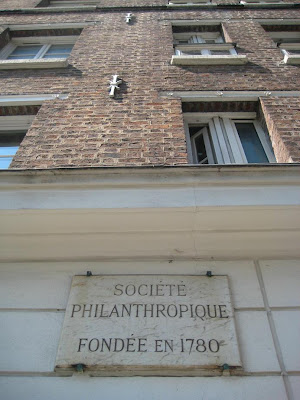 SOCIÉTÉ
PHILANTHROPIQUE
FONDÉE EN 1780